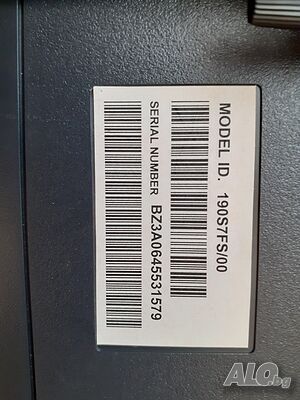 MODEL ID. 190S7FS/00
SERIAL NUMBER BZ3A0645531579
ALO.bg